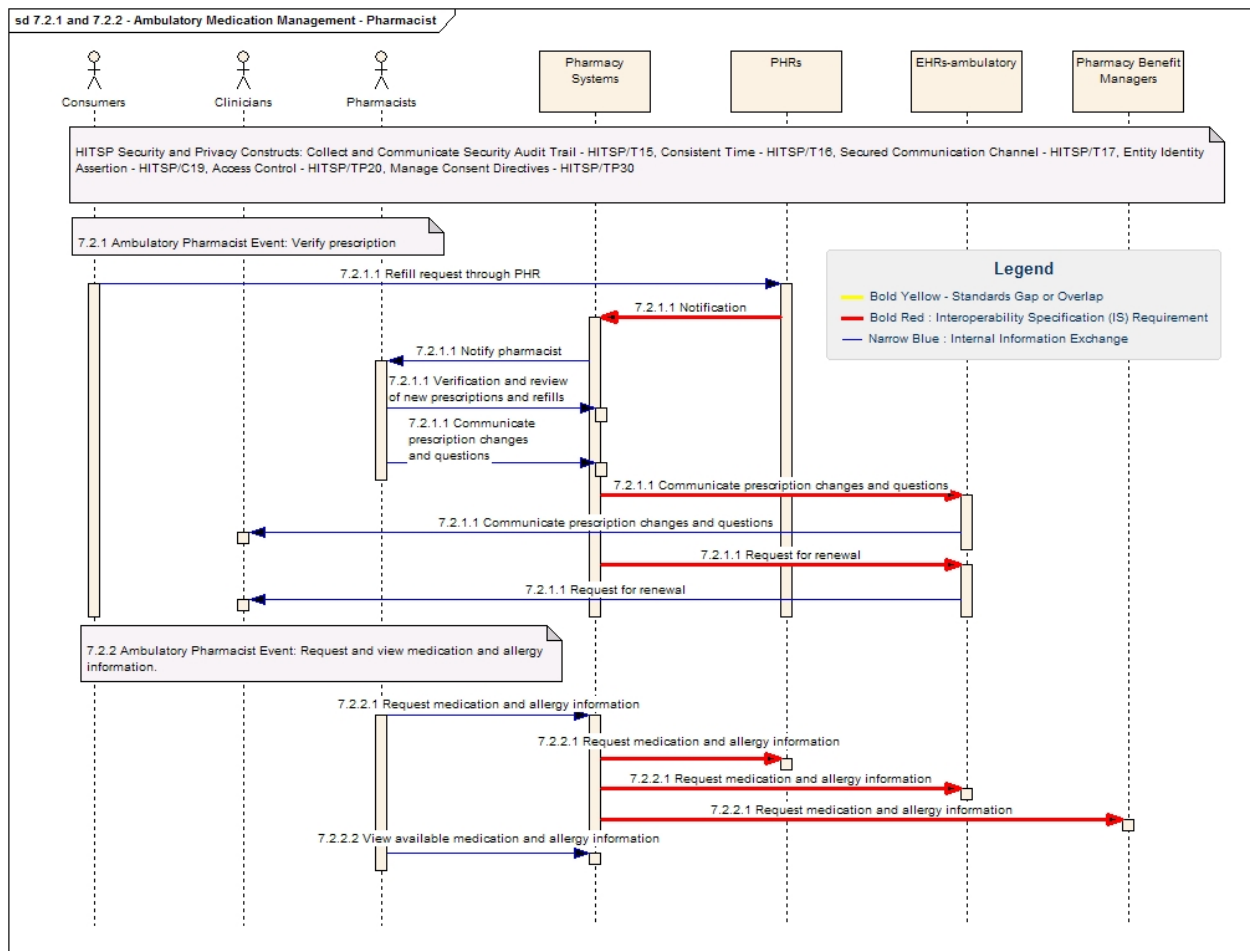 sd 7.2.1 and 7.2.2 - Ambulatory Medication Management - Pharmacist
Consumers
Clinicians
Pharmacists
Pharmacy
Systems
PHRs
EHRs-ambulatory
Pharmacy Benefit
Managers
HITSP Security and Privacy Constructs: Collect and Communicate Security Audit Trail - HITSP/T15, Consistent Time - HITSP/T16, Secured Communication Channel - HITSP/T17, Entity Identity
Assertion - HITSP/C19, Access Control - HITSP/TP20, Manage Consent Directives - HITSP/TP30
7.2.1 Ambulatory Pharmacist Event: Verify prescription
7.2.1.1 Refill request through PHR
Legend
Bold Yellow - Standards Gap or Overlap
Bold Red : Interoperability Specification (IS) Requirement
Narrow Blue : Internal Information Exchange
7.2.1.1 Notification
7.2.1.1 Notify pharmacist
7.2.1.1 Verification and review
of new prescriptions and refills
7.2.1.1 Communicate
prescription changes
and questions
7.2.1.1 Communicate prescription changes and questions
7.2.1.1 Communicate prescription changes and questions
7.2.1.1 Request for renewal
7.2.1.1 Request for renewal
7.2.2 Ambulatory Pharmacist Event: Request and view medication and allergy
information.
7.2.2.1 Request medication and allergy information
7.2.2.1 Request medication and allergy information
7.2.2.1 Request medication and allergy information
7.2.2.1 Request medication and allergy information
7.2.2.2 View available medication and allergy information